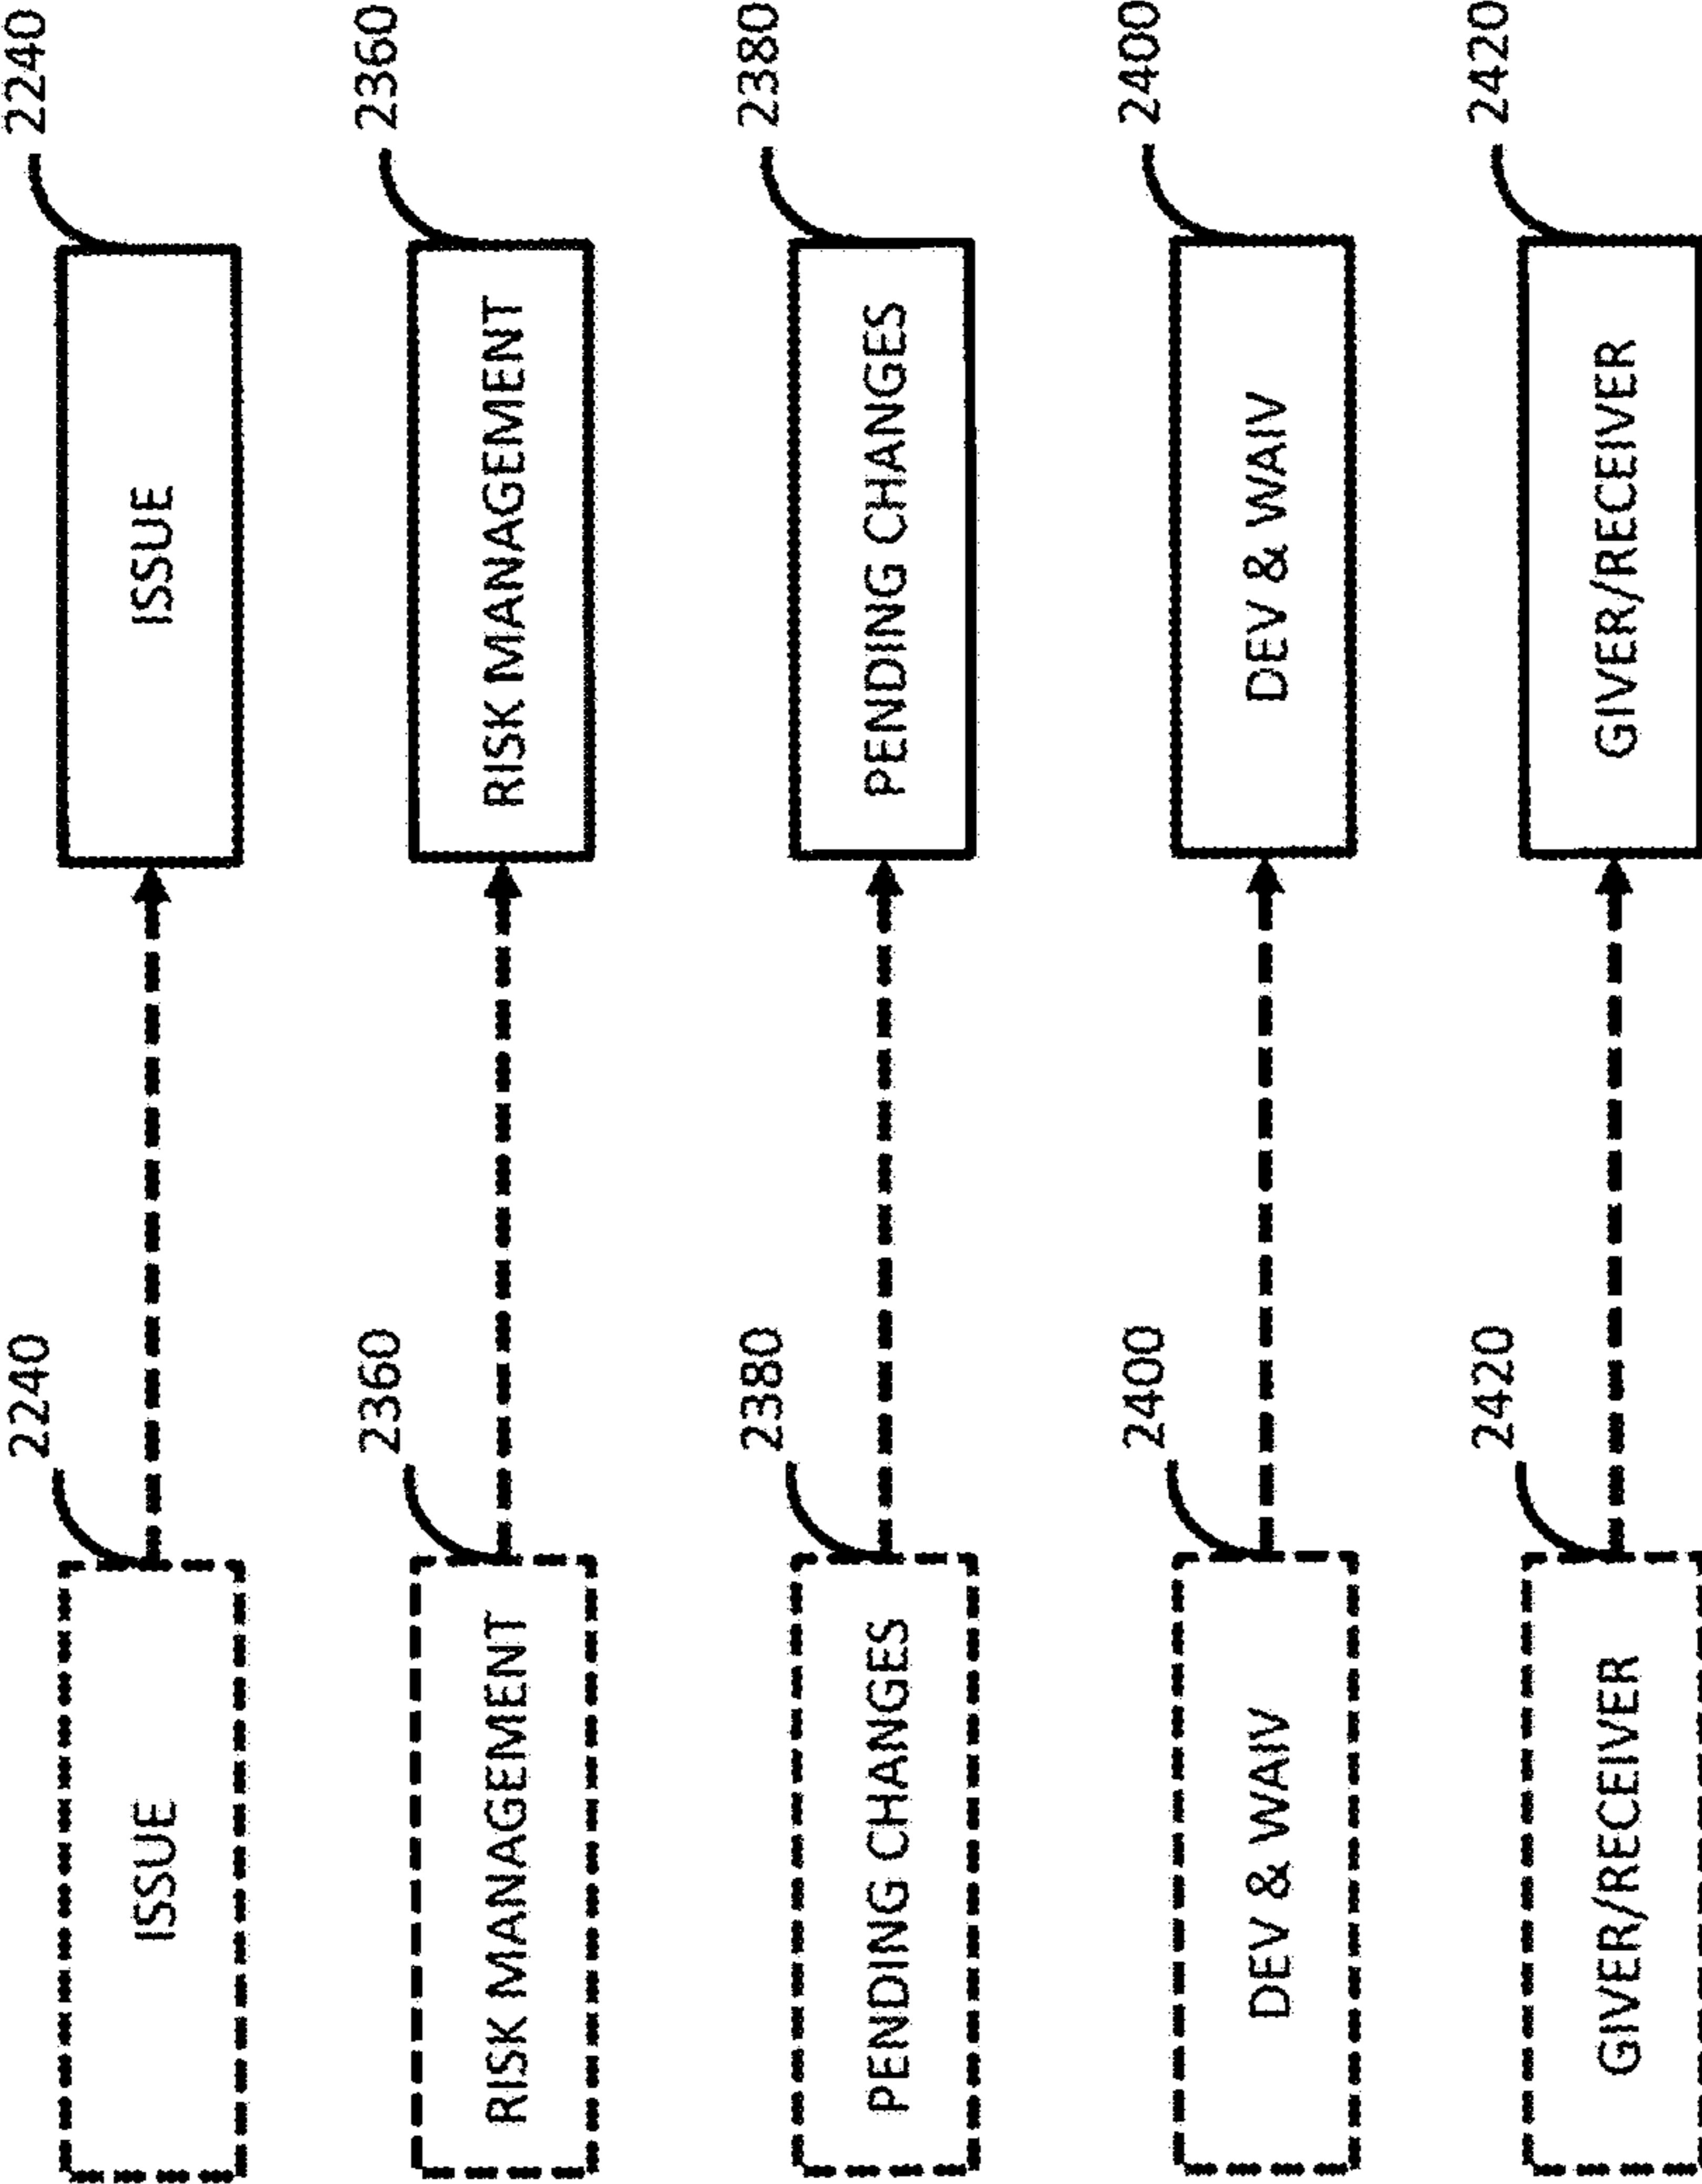 2240
2240
ISSUE
ISSUE
2360
2360
RISK MANAGEMENT
RISK MANAGEMENT
2380
2380
PENDING CHANGES
PENDING CHANGES
2400
2400
DEV & WAIV
DEV & WAIV
2420
2420
GIVER/RECEIVER
GIVER/RECEIVER